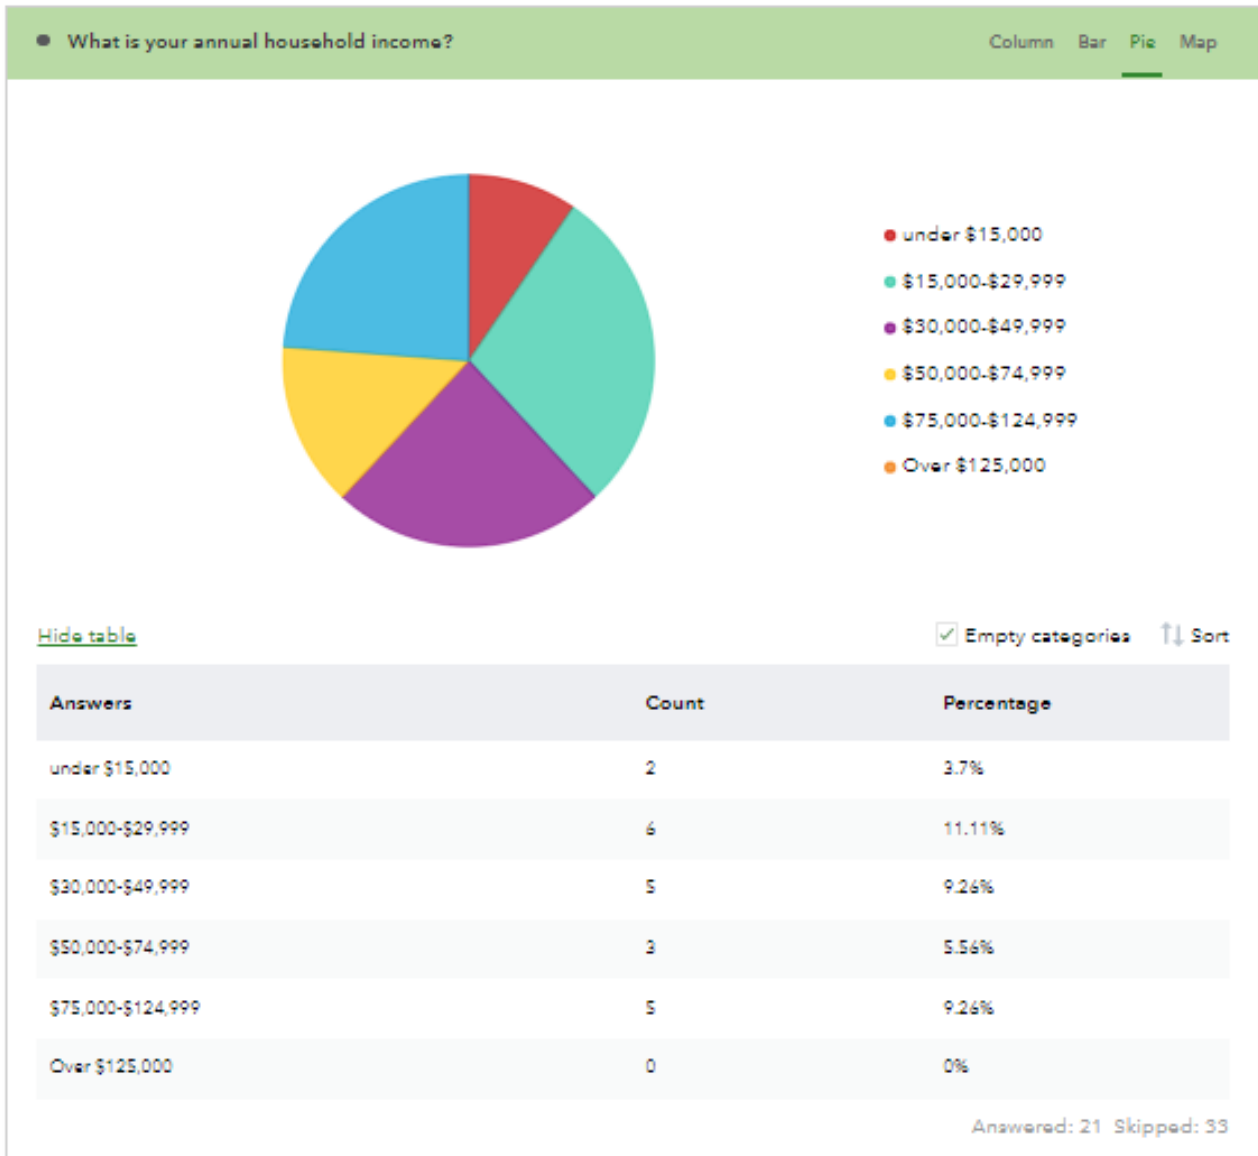 What is your annual household income?
Column Bar Pie Map
under $15,000
$15,000-$29,999
$30,000-$49,999
$50,000-$74,999
$75,000-$124,999
Over $125,000
Hide table
Empty categories Sort
Answers Count Percentage
under $15,000 2 3.7%
$15,000-$29,999 6 11.11%
$30,000-$49,999 5 9.26%
$50,000-$74,999 3 5.56%
$75,000-$124,999 5 9.26%
Over $125,000 0 0%
Answered: 21 Skipped: 33